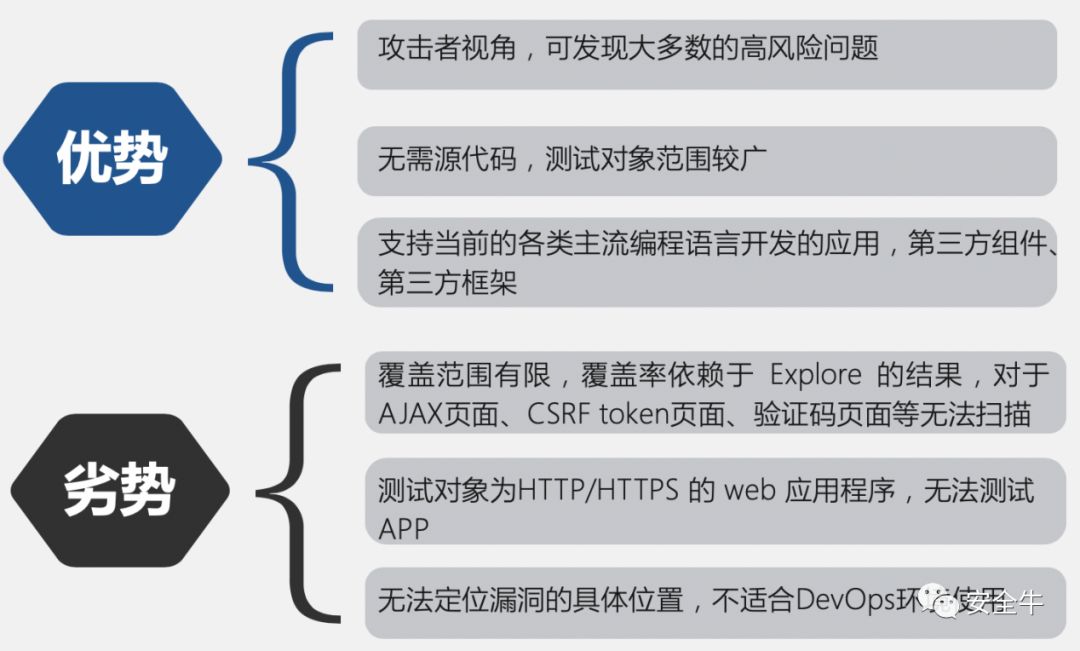 优势
攻击者视角，可发现大多数的高风险问题
无需源代码，测试对象范围较广
支持当前的各类主流编程语言开发的应用，第三方组件、
第三方框架
劣势
覆盖范围有限，覆盖率依赖于 Explore 的结果，对于
AJAX页面、CSRF token页面、验证码页面等无法扫描
测试对象为HTTP/HTTPS 的 web 应用程序，无法测试
APP
无法定位漏洞的具体位置，不适合DevOps环境使用
安全牛